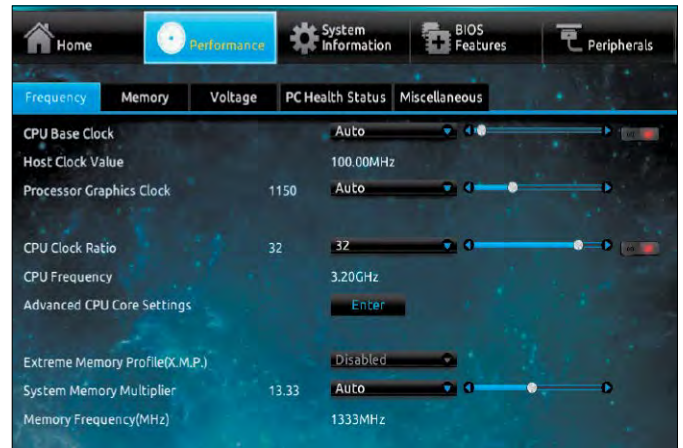 Home Performance System Information BIOS Features Peripherals
Frequency Memory Voltage PC Health Status Miscellaneous
CPU Base Clock Auto
Host Clock Value 100.00MHz
Processor Graphics Clock 1150 Auto
CPU Clock Ratio 32 32
CPU Frequency 3.20GHz
Advanced CPU Core Settings Enter
Extreme Memory Profile(X.M.P.) Disabled
System Memory Multiplier 13.33 Auto
Memory Frequency(MHz) 1333MHz